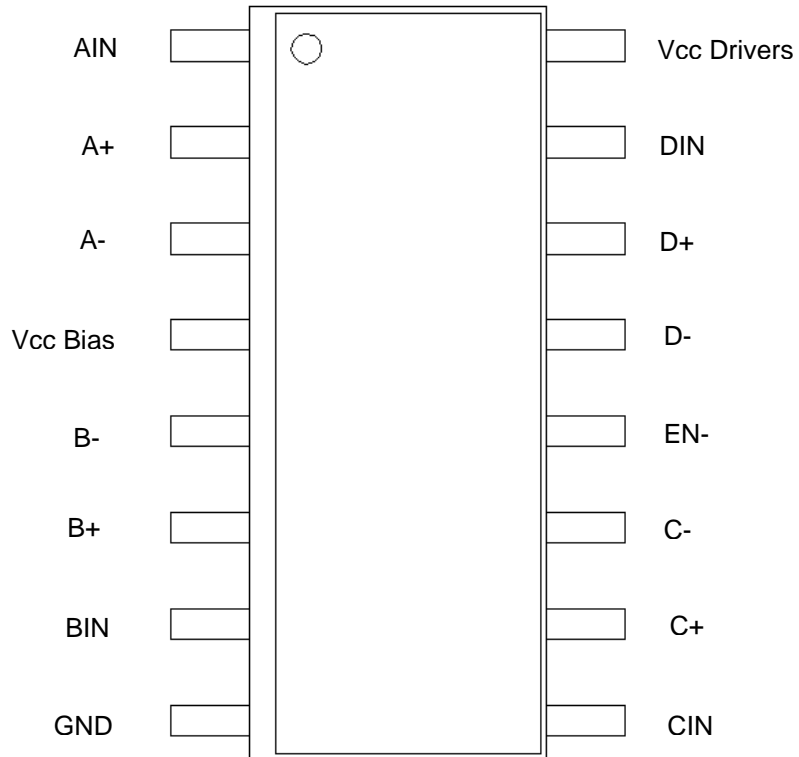 AIN
Vcc Drivers
A+
DIN
A-
D+
Vcc Bias
D-
B-
EN-
B+
C-
BIN
C+
GND
CIN